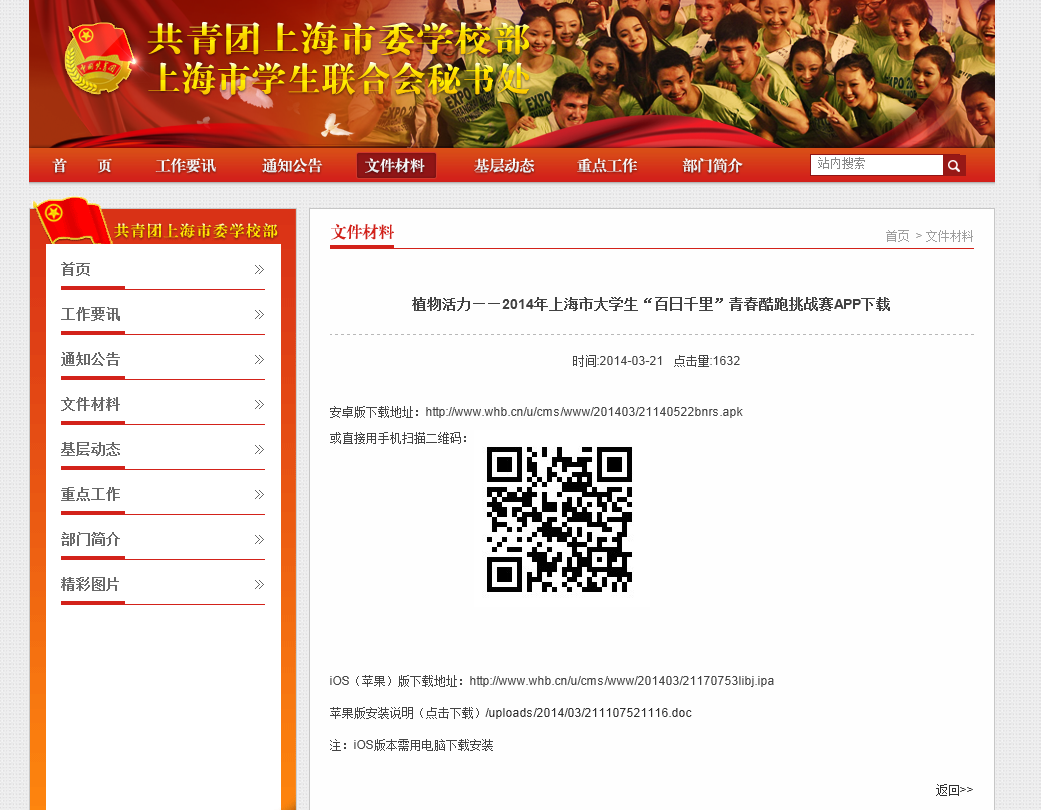 共青团上海市委学校部
上海市学生联合会秘书处
首 页 工作要讯 通知公告 文件材料 基层动态 重点工作 部门简介 站内搜索
共青团上海市委学校部
首页
工作要讯
通知公告
文件材料
基层动态
重点工作
部门简介
精彩图片
文件材料 首页 > 文件材料
植物活力——2014年上海市大学生“百日千里”青春酷跑挑战赛APP下载
时间:2014-03-21 点击量:1632
安卓版下载地址：http://www.whb.cn/u/cms/www/201403/21140522bnrs.apk
或直接用手机扫描二维码：
iOS（苹果）版下载地址：http://www.whb.cn/u/cms/www/201403/21170753libj.ipa
苹果版安装说明（点击下载）/uploads/2014/03/211107521116.doc
注：iOS版本需用电脑下载安装
返回>>